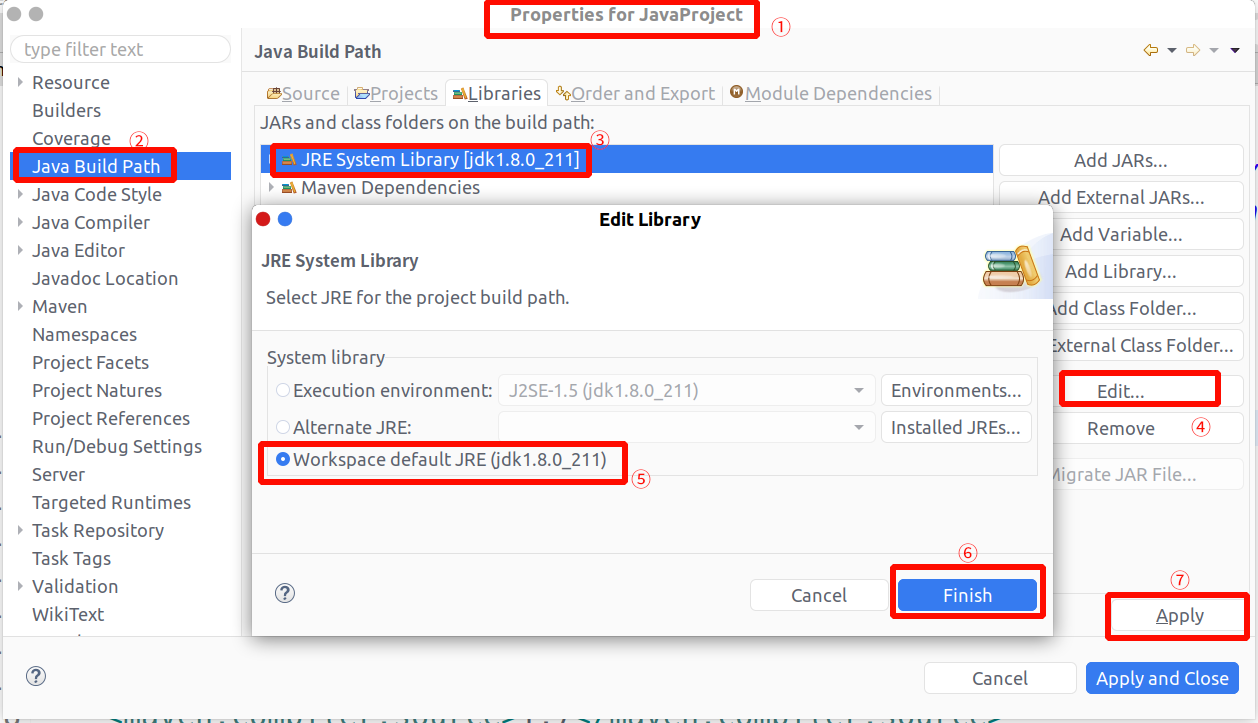 Properties for JavaProject ①
type filter text
Resource
Builders
Coverage ②
Java Build Path
Java Code Style
Java Compiler
Java Editor
Javadoc Location
Maven
Namespaces
Project Facets
Project Natures
Project References
Run/Debug Settings
Server
Targeted Runtimes
Task Repository
Task Tags
Validation
WikiText
Java Build Path
Source Projects Libraries Order and Export Module Dependencies
JARs and class folders on the build path: ③
JRE System Library [jdk1.8.0_211]
Maven Dependencies
Add JARs...
Add External JARs...
Add Variable...
Add Library...
Add Class Folder...
External Class Folder...
Edit...
Remove ④
Migrate JAR File...
Edit Library
JRE System Library
Select JRE for the project build path.
System library
Execution environment: J2SE-1.5 (jdk1.8.0_211) Environments...
Alternate JRE: Installed JREs...
Workspace default JRE (jdk1.8.0_211)
⑤
⑥
? Cancel Finish
⑦
Apply
? Cancel Apply and Close